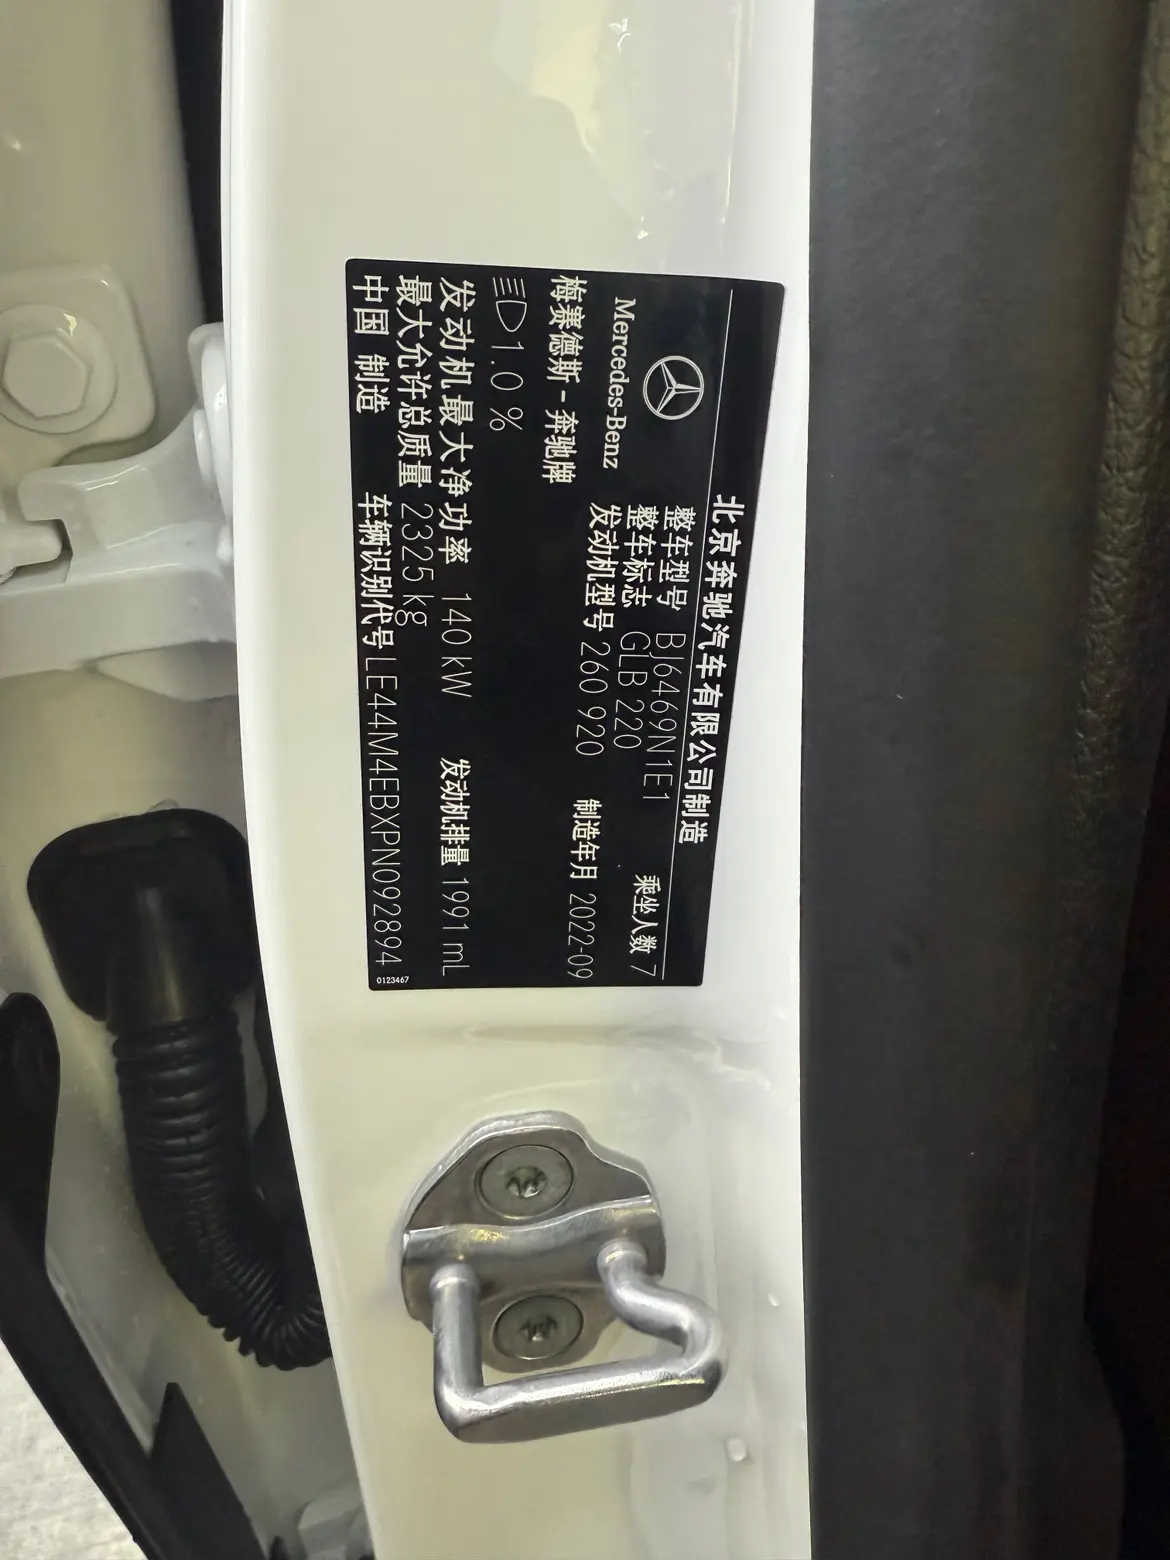 北京奔驰汽车有限公司制造
Mercedes-Benz
整车型号 BJ6469N1E1
整车标志 GLB 220
乘坐人数 7
发动机型号 260 920
制造年月 2022-09
梅赛德斯-奔驰牌
1.0 %
发动机最大净功率 140 kW
发动机排量 1991 mL
最大允许总质量 2325 kg
中国 制造
车辆识别代号 LE44M4EBXPN092894
0123467